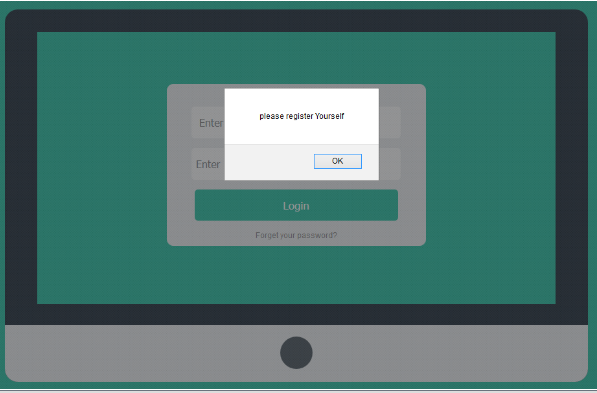 please register Yourself
OK
Enter
Enter
Login
Forget your password?